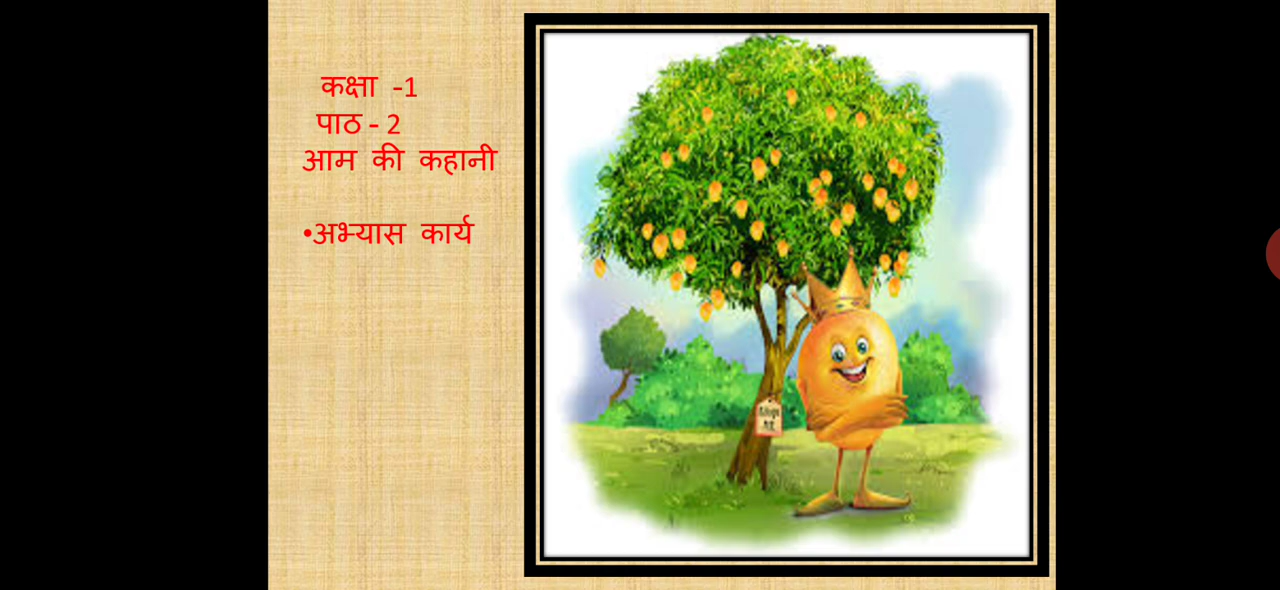 कक्षा -1
पाठ - 2
आम की कहानी
•अभ्यास कार्य